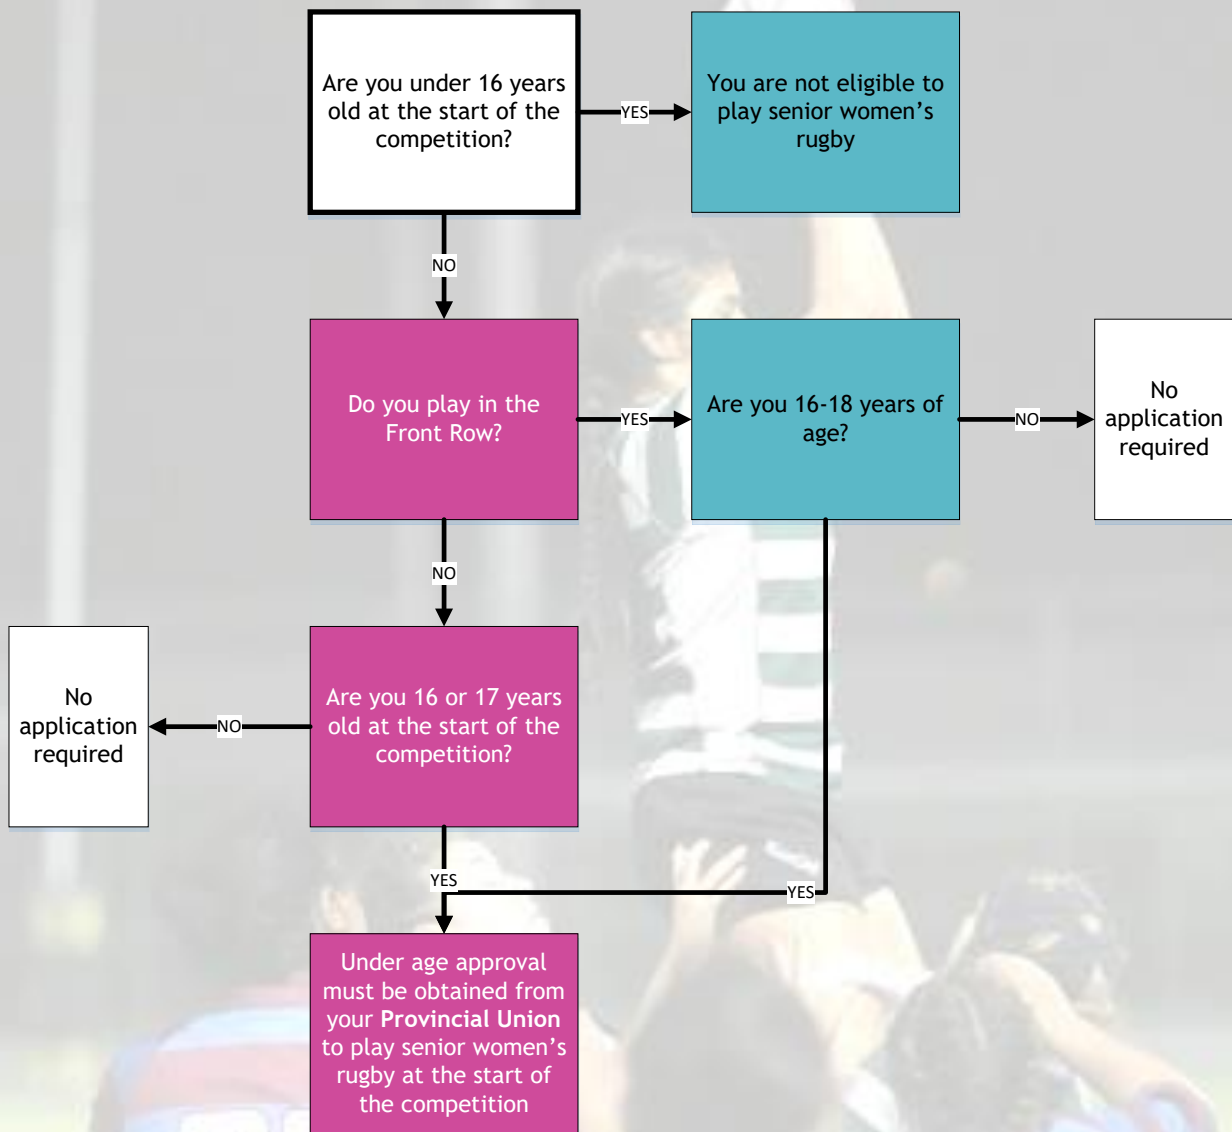 Are you under 16 years
old at the start of the
competition?
YES
You are not eligible to
play senior women's
rugby
NO
Do you play in the
Front Row?
YES
Are you 16-18 years of
age?
NO
No
application
required
NO
Are you 16 or 17 years
old at the start of the
competition?
NO
No
application
required
YES
YES
Under age approval
must be obtained from
your Provincial Union
to play senior women's
rugby at the start of
the competition